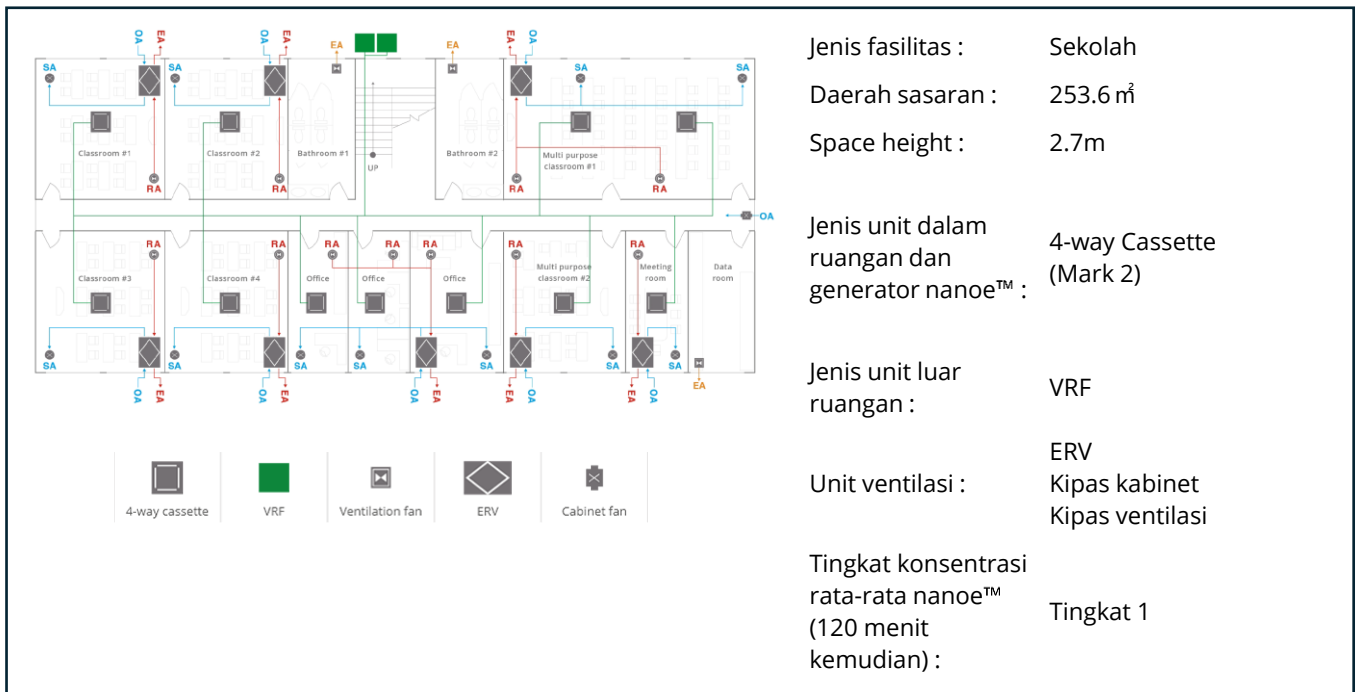 OA EA OA EA EA EA OA EA
SA SA SA SA
Classroom #1 Classroom #2 Bathroom #1 Bathroom #2 Multi purpose
classroom #1
UP
RA RA RA RA
OA
RA RA RA RA RA RA RA
Classroom #3 Classroom #4 Office Office Office Multi purpose
classroom #2 Meeting
room Data
room
SA SA SA SA SA SA
OA EA OA EA OA EA EA OA EA OA EA
4-way cassette VRF Ventilation fan ERV Cabinet fan
Jenis fasilitas : Sekolah
Daerah sasaran : 253.6㎡
Space height : 2.7m
Jenis unit dalam
ruangan dan
generator nanoe™ :
4-way Cassette
(Mark 2)
Jenis unit luar
ruangan :
VRF
Unit ventilasi :
ERV
Kipas kabinet
Kipas ventilasi
Tingkat konsentrasi
rata-rata nanoe™
(120 menit
kemudian) :
Tingkat 1